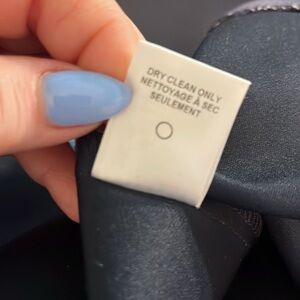 DRY CLEAN ONLY
NETTOYAGE À SEC
SEULEMENT